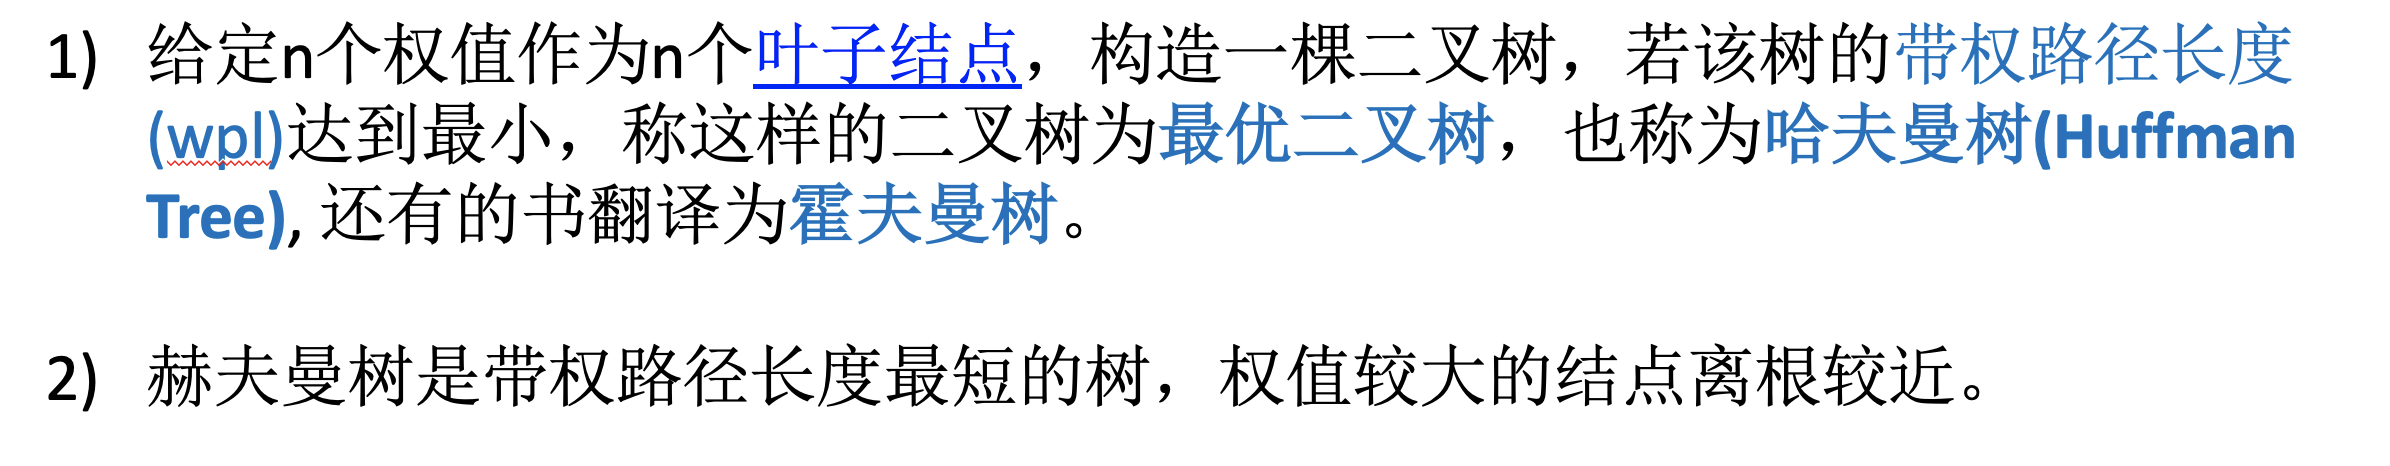 1) 给定n个权值作为n个叶子结点，构造一棵二叉树，若该树的带权路径长度
(wpl)达到最小，称这样的二叉树为最优二叉树，也称为哈夫曼树(Huffman
Tree), 还有的书翻译为霍夫曼树。
2) 赫夫曼树是带权路径长度最短的树，权值较大的结点离根较近。